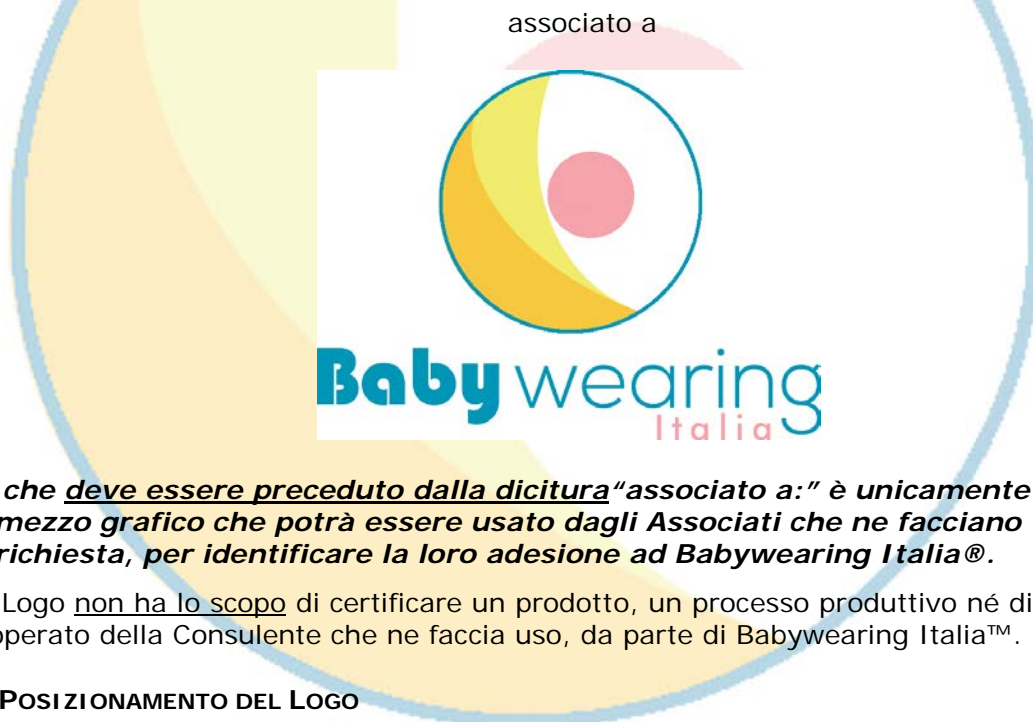 associato a
Baby wearing
Italia
che deve essere preceduto dalla dicitura“associato a:” è unicamente
mezzo grafico che potrà essere usato dagli Associati che ne facciano
richiesta, per identificare la loro adesione ad Babywearing Italia®.
Logo non ha lo scopo di certificare un prodotto, un processo produttivo né di
operato della Consulente che ne faccia uso, da parte di Babywearing Italia™.
POSIZIONAMENTO DEL LOGO